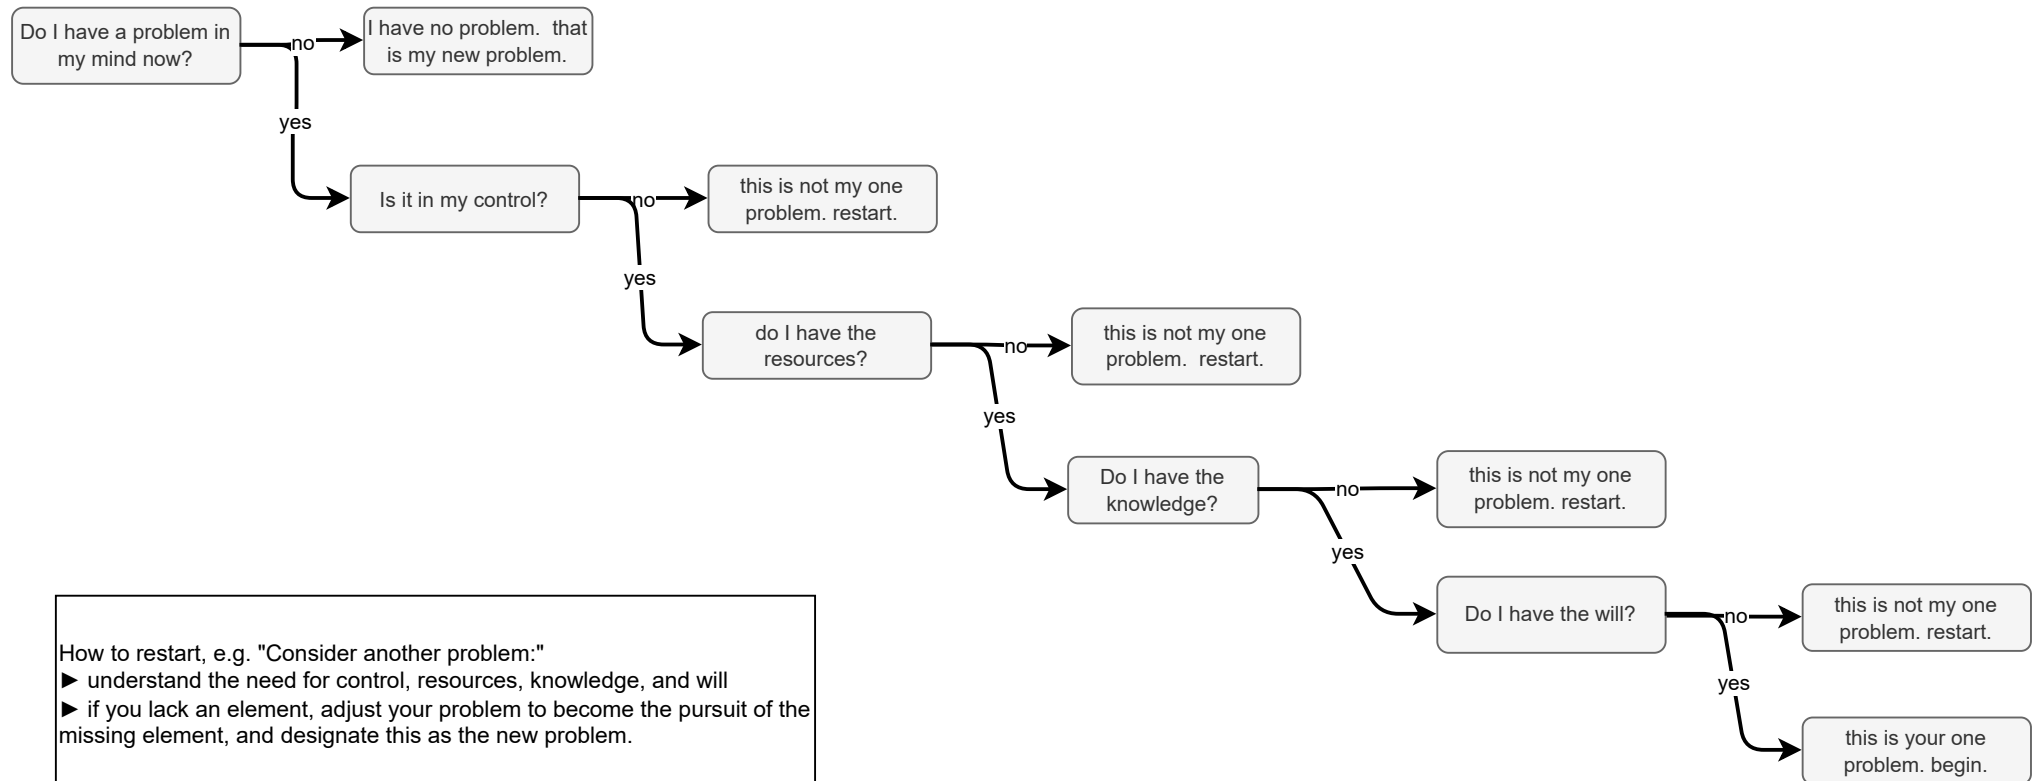 Do I have a problem in
my mind now?
no
I have no problem.  that
is my new problem.
yes
Is it in my control?
no
this is not my one
problem. restart.
yes
do I have the
resources?
no
this is not my one
problem.  restart.
yes
Do I have the
knowledge?
no
this is not my one
problem. restart.
yes
Do I have the will?
no
this is not my one
problem. restart.
yes
this is your one
problem. begin.
How to restart, e.g. "Consider another problem:"
► understand the need for control, resources, knowledge, and will
► if you lack an element, adjust your problem to become the pursuit of the
missing element, and designate this as the new problem.